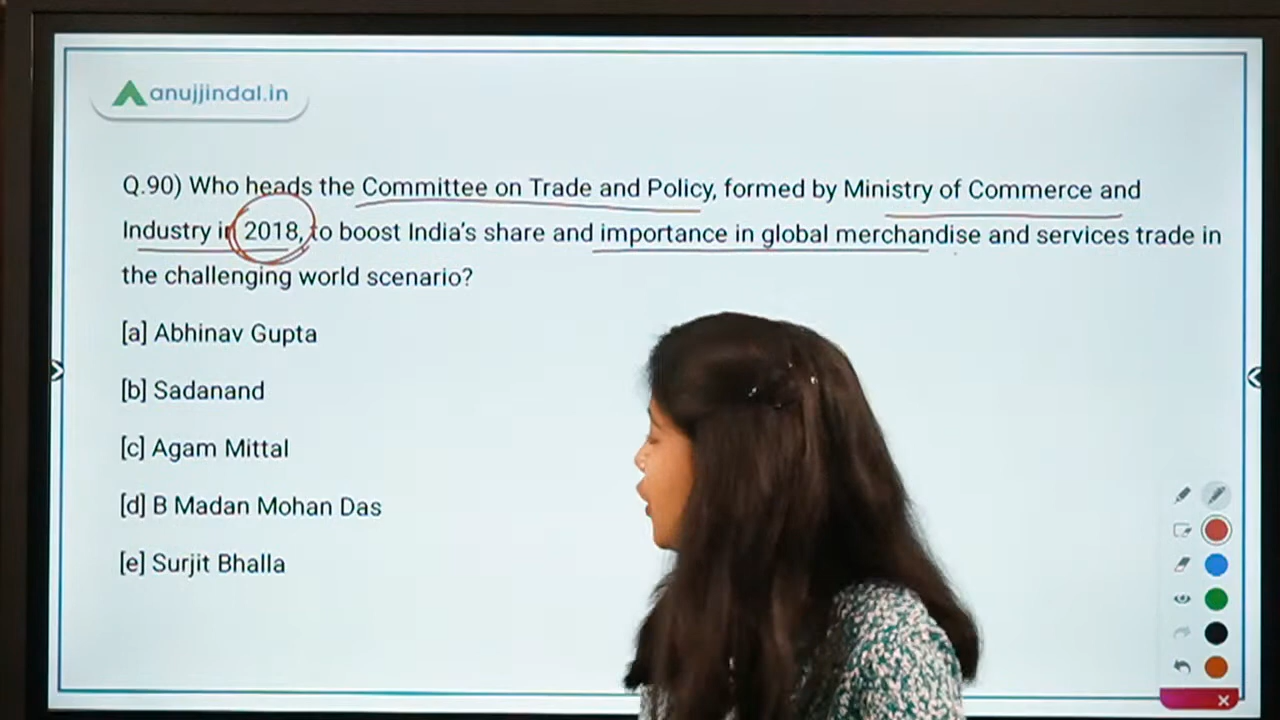 anujjindal.in
Q.90) Who heads the Committee on Trade and Policy, formed by Ministry of Commerce and
Industry in 2018, to boost India's share and importance in global merchandise and services trade in
the challenging world scenario?
[a] Abhinav Gupta
[b] Sadanand
[c] Agam Mittal
[d] B Madan Mohan Das
[e] Surjit Bhalla